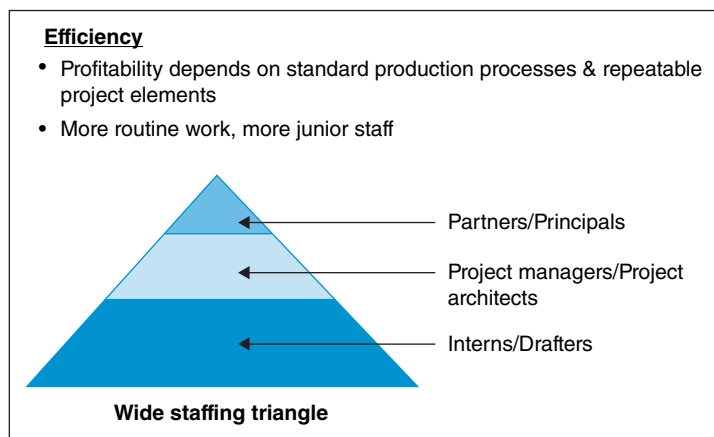 Efficiency
• Profitability depends on standard production processes & repeatable
project elements
• More routine work, more junior staff
Partners/Principals
Project managers/Project
architects
Interns/Drafters
Wide staffing triangle